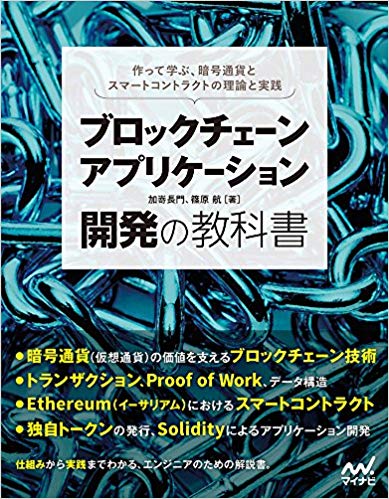 作って学ぶ、暗号通貨と
スマートコントラクトの理論と実践
ブロックチェーン
アプリケーション
加嵜長門、篠原 航 [著]
開発の教科書
●暗号通貨（仮想通貨）の価値を支えるブロックチェーン技術
●トランザクション、Proof of Work、データ構造
●Ethereum（イーサリアム）におけるスマートコントラクト
●独自トークンの発行、Solidityによるアプリケーション開発
仕組みから実践までわかる、エンジニアのための解説書。
マイナビ